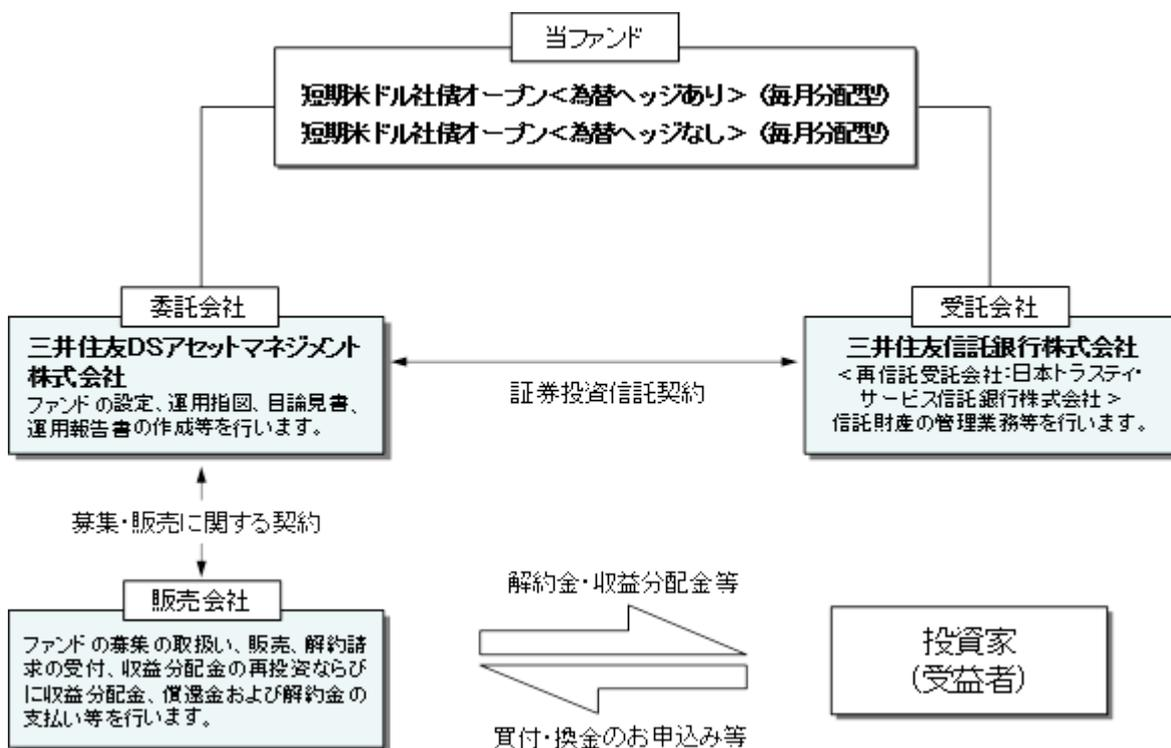 当ファンド
短期米ドル社債オープン<為替ヘッジあり>（毎月分配型）
短期米ドル社債オープン<為替ヘッジなし>（毎月分配型）
委託会社
三井住友DSアセットマネジメント
株式会社
ファンドの設定、運用指図、目論見書、
運用報告書の作成等を行います。
証券投資信託契約
受託会社
三井住友信託銀行株式会社
<再信託受託会社:日本トラスティ・
サービス信託銀行株式会社>
信託財産の管理業務等を行います。
募集・販売に関する契約
販売会社
ファンドの募集の取扱い、販売、解約請
求の受付、収益分配金の再投資ならび
に収益分配金、償還金および解約金の
支払い等を行います。
解約金・収益分配金等
買付・換金のお申込み等
投資家
(受益者)